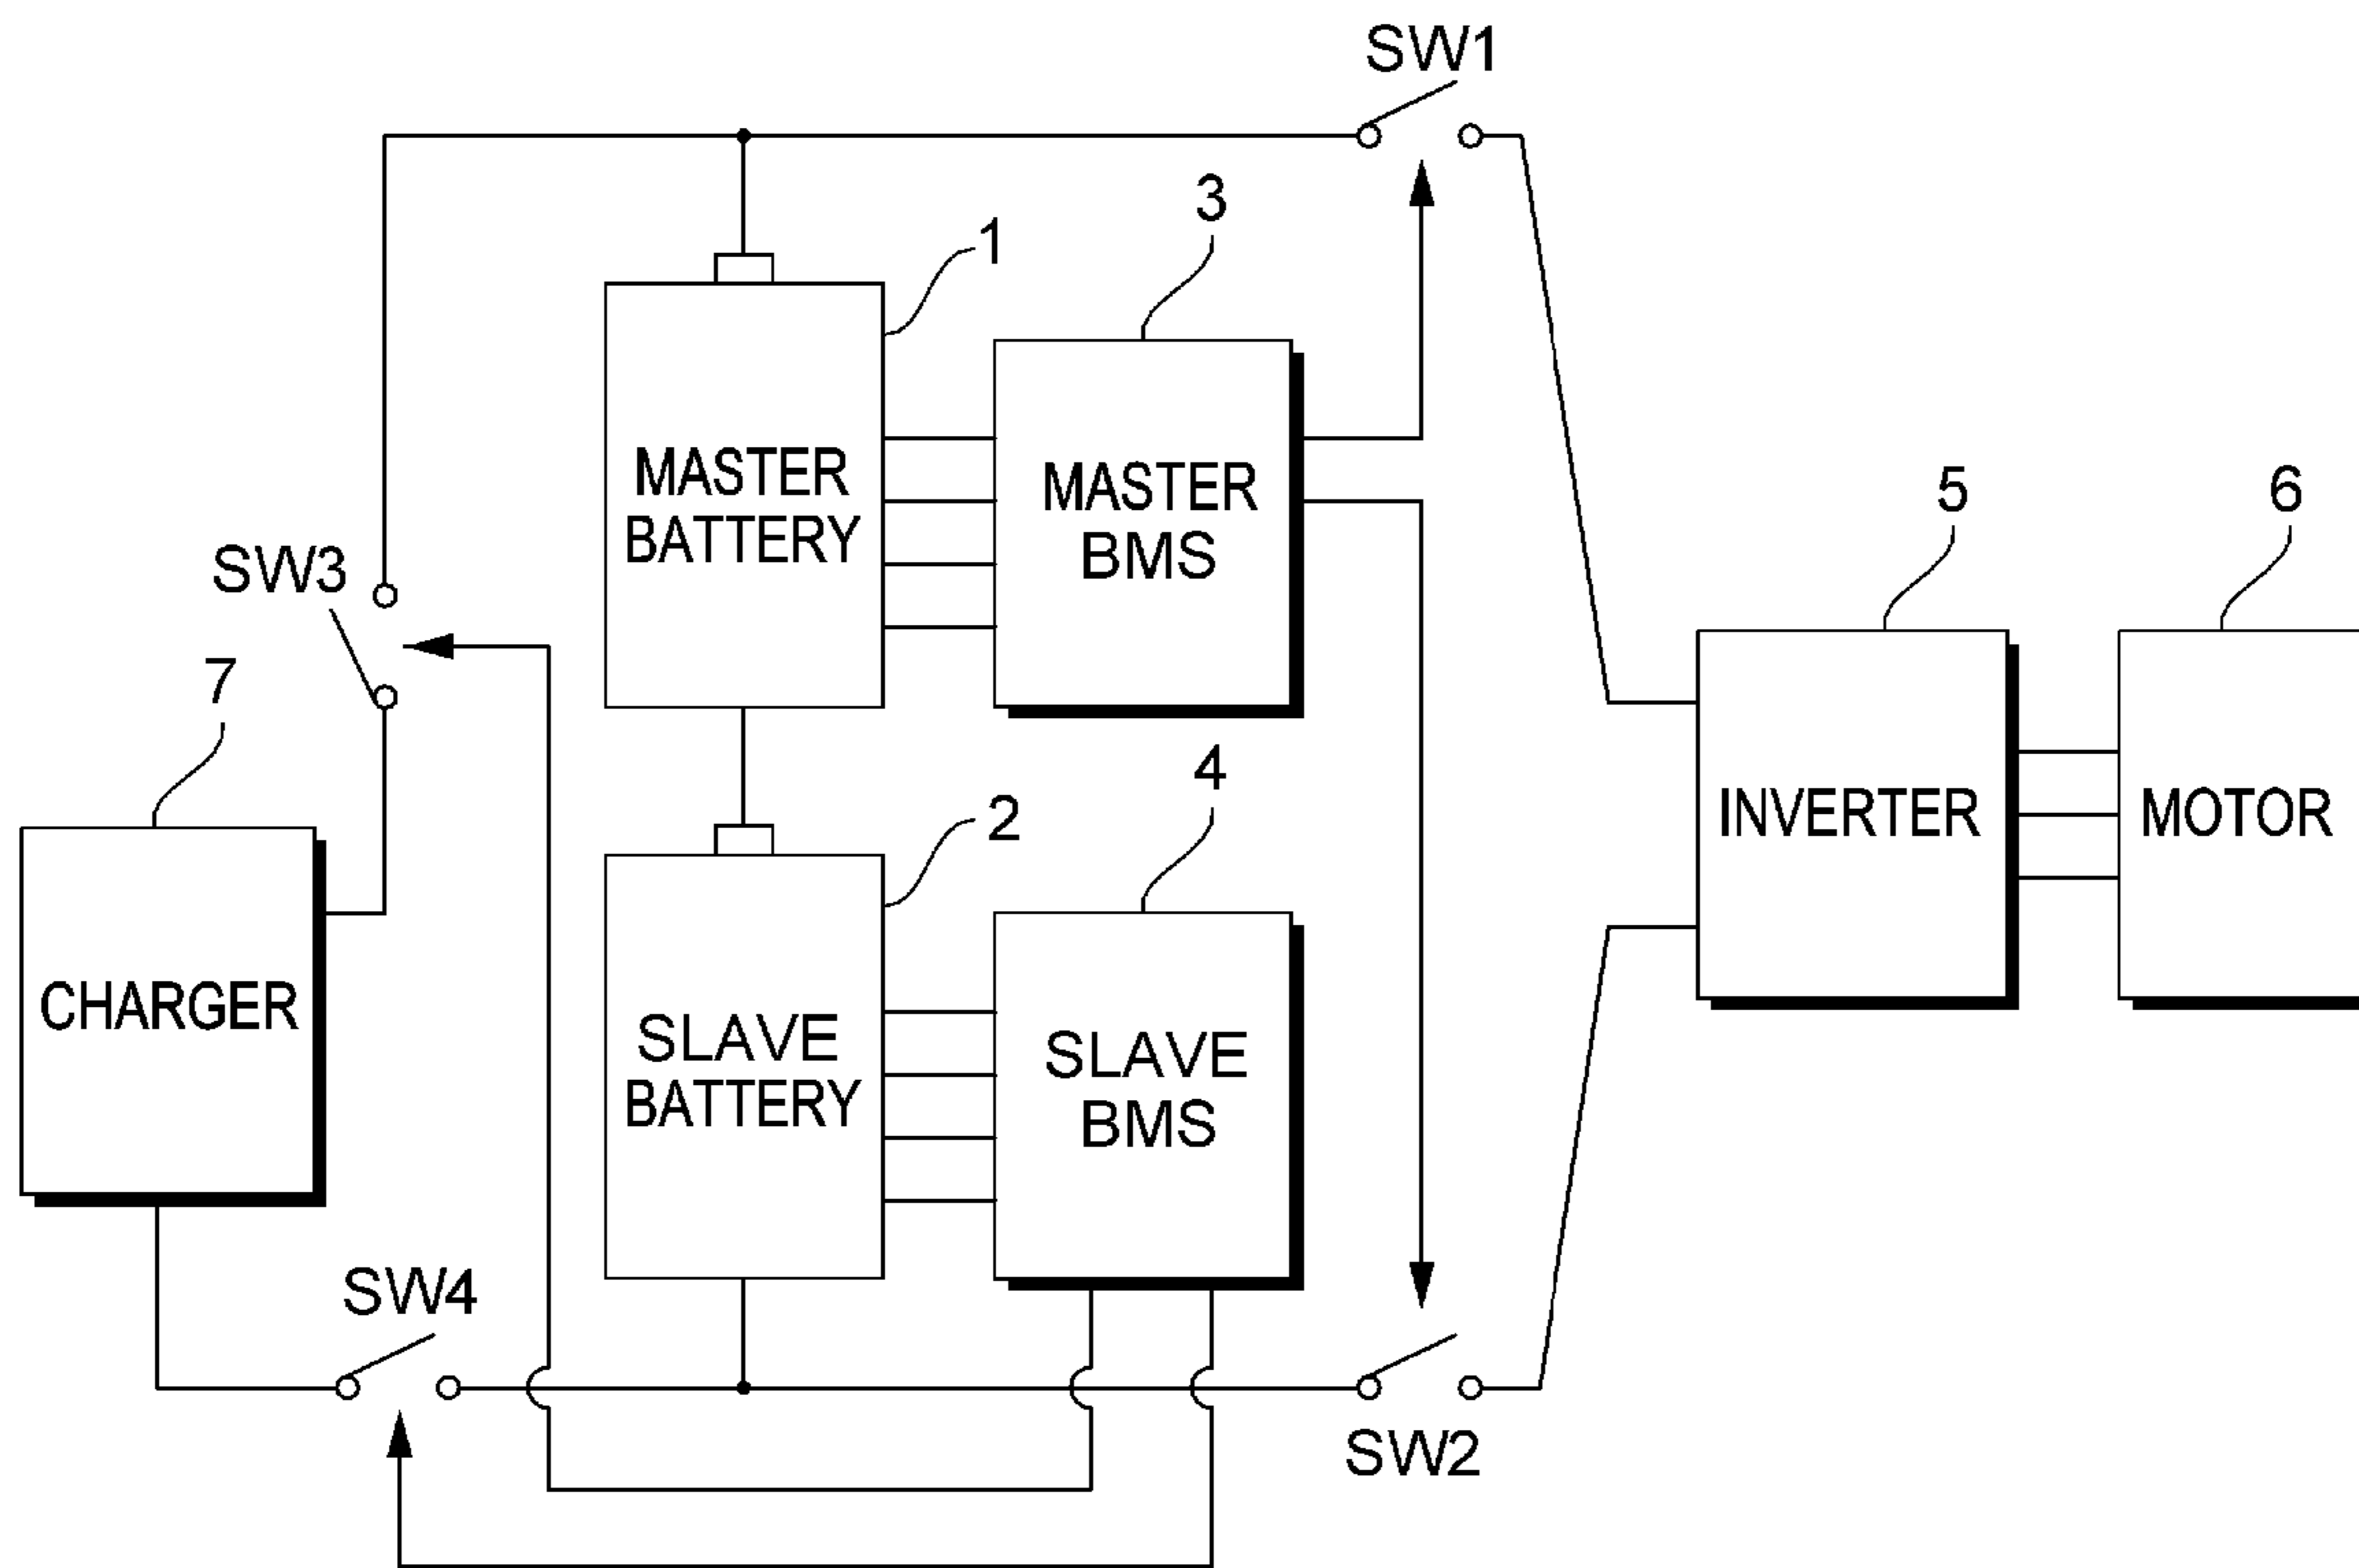 SW1
3
1
MASTER
BATTERY
MASTER
BMS
5
6
SW3
7
4
2
INVERTER
MOTOR
CHARGER
SLAVE
BATTERY
SLAVE
BMS
SW4
SW2